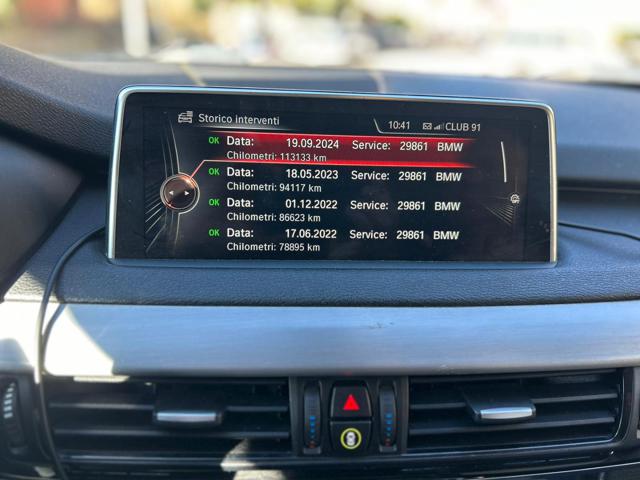 Storico interventi
10:41 CLUB 91
OK Data: 19.09.2024 Service: 29861 BMW
Chilometri: 113133 km
OK Data: 18.05.2023 Service: 29861 BMW
Chilometri: 94117 km
OK Data: 01.12.2022 Service: 29861 BMW
Chilometri: 86623 km
OK Data: 17.06.2022 Service: 29861 BMW
Chilometri: 78895 km